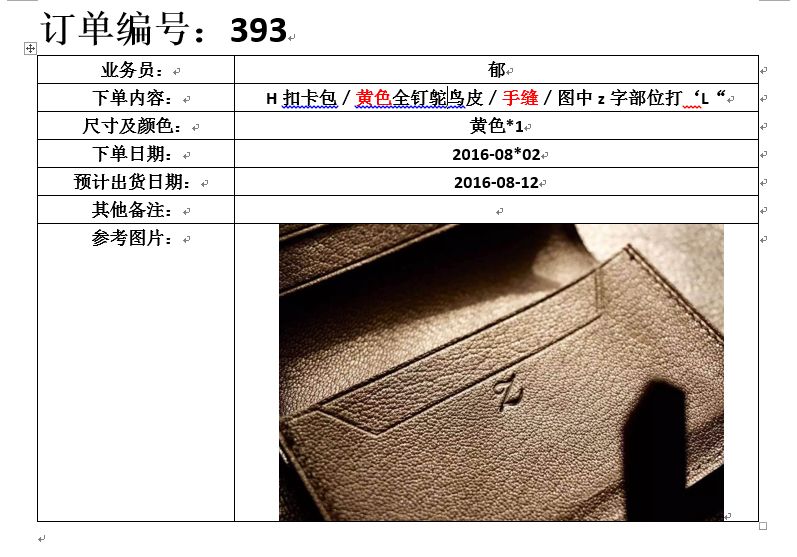 订单编号：393
业务员： 郁
下单内容： H 扣卡包 / 黄色全钉鸵鸟皮 / 手缝 / 图中 z 字部位打‘L“
尺寸及颜色： 黄色*1
下单日期： 2016-08*02
预计出货日期： 2016-08-12
其他备注：
参考图片：
Z